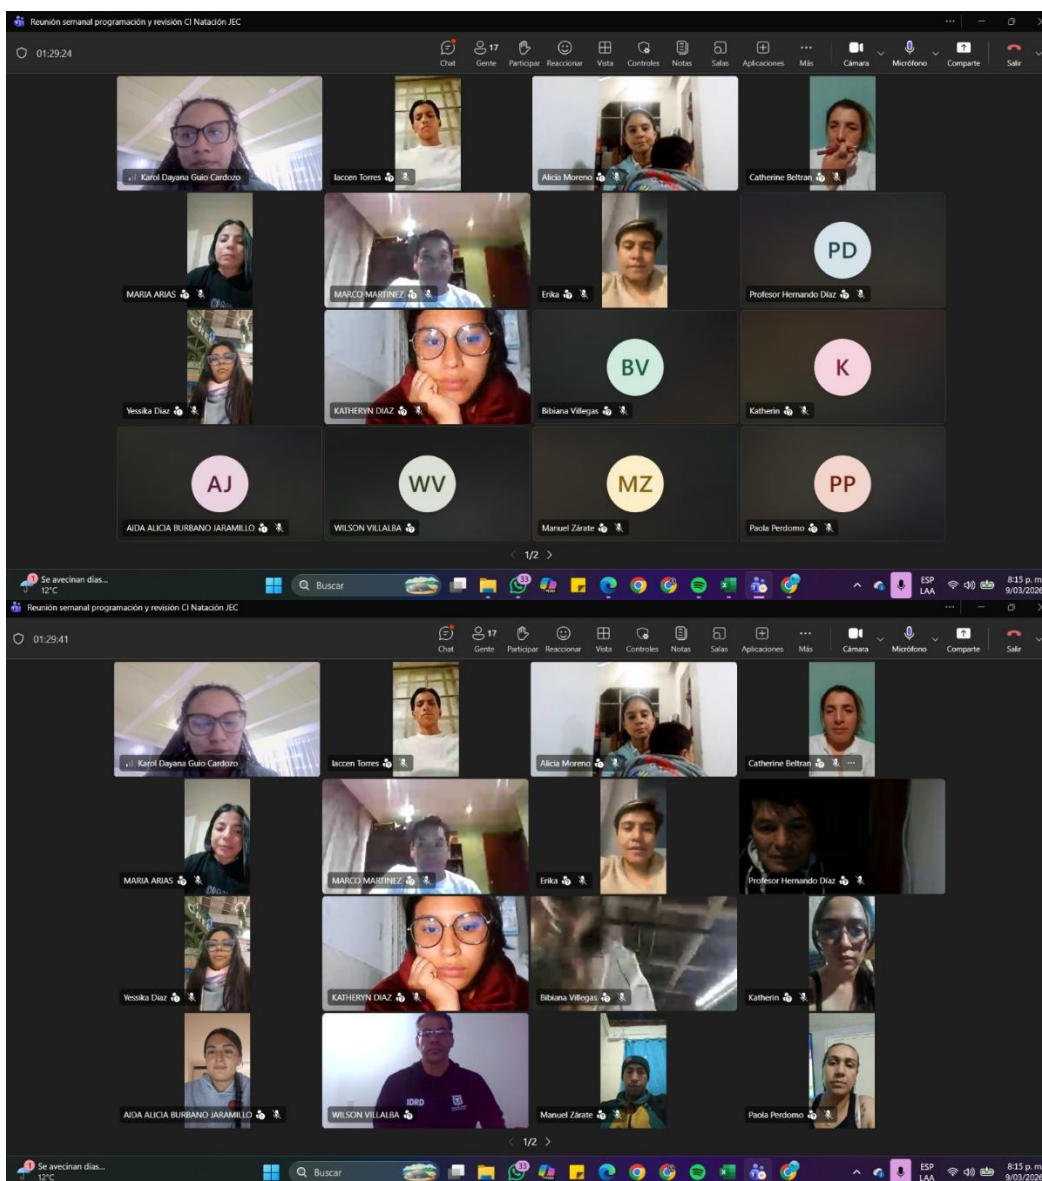 Reunión semanal programación y revisión CI Natación JEC
01:29:24
Chat
17
Gente
Participar
Reaccionar
Vista
Controles
Notas
Salas
Aplicaciones
Más
Cámara
Micrófono
Comparte
Salir
Karol Dayana Guio Cardozo
Iaccen Torres
Alicia Moreno
Catherine Beltran
MARIA ARIAS
MARCO MARTINEZ
Erika
PD
Profesor Hernando Díaz
Yessika Diaz
KATHERYN DIAZ
BV
Bibiana Villegas
K
Katherin
AJ
AIDA ALICIA BURBANO JARAMILLO
WV
WILSON VILLALBA
MZ
Manuel Zárate
PP
Paola Perdomo
1/2
1
Se avecinan días...
12°C
Buscar
33
ESP
LAA
8:15 p. m
9/03/2026
Reunión semanal programación y revisión CI Natación JEC
01:29:41
Chat
17
Gente
Participar
Reaccionar
Vista
Controles
Notas
Salas
Aplicaciones
Más
Cámara
Micrófono
Comparte
Salir
Karol Dayana Guio Cardozo
Iaccen Torres
Alicia Moreno
Catherine Beltran
MARIA ARIAS
MARCO MARTINEZ
Erika
Profesor Hernando Díaz
Yessika Diaz
KATHERYN DIAZ
Bibiana Villegas
Katherin
AIDA ALICIA BURBANO JARAMILLO
IDRD
WILSON VILLALBA
Manuel Zárate
Paola Perdomo
1/2
1
Se avecinan días...
12°C
Buscar
33
ESP
LAA
8:15 p. m
9/03/2026